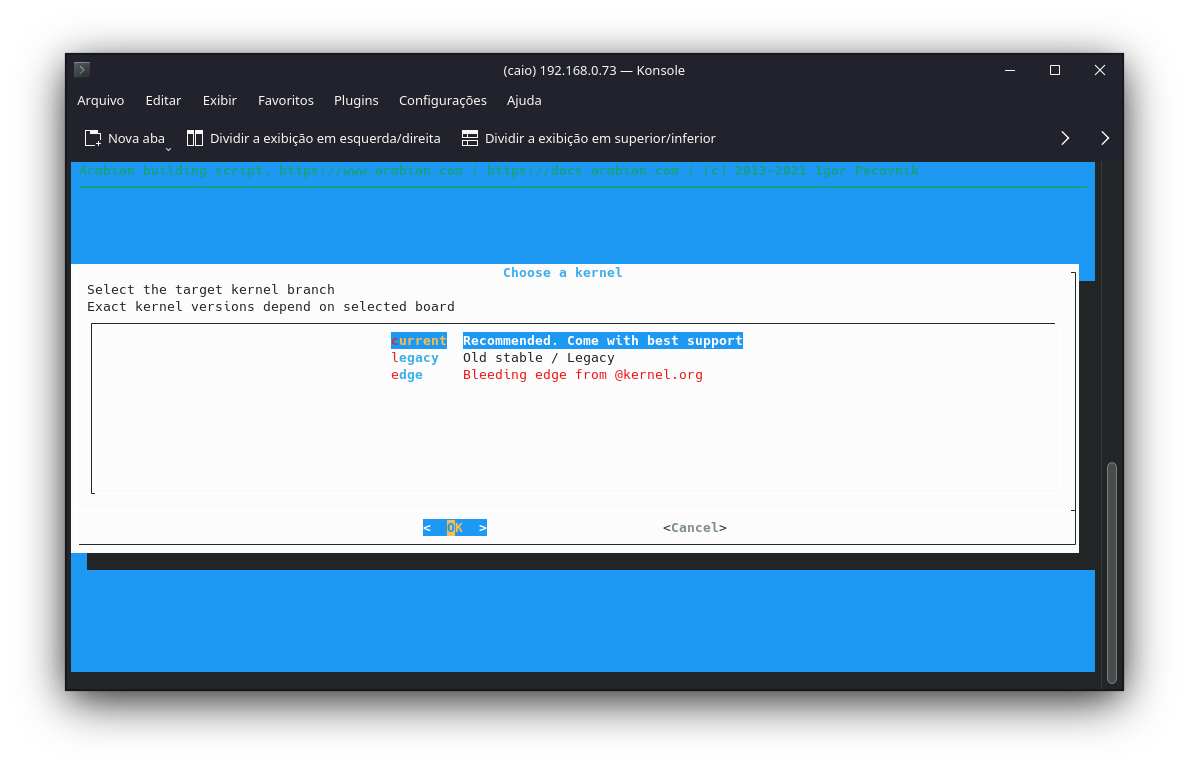 (caio) 192.168.0.73 — Konsole
Arquivo Editar Exibir Favoritos Plugins Configurações Ajuda
Nova aba Dividir a exibição em esquerda/direita Dividir a exibição em superior/inferior
Armbian building script, https://www.armbian.com | https://docs.armbian.com | (c) 2013-2021 Igor Pecovnik
Choose a kernel
Select the target kernel branch
Exact kernel versions depend on selected board
current Recommended. Come with best support
legacy Old stable / Legacy
edge Bleeding edge from @kernel.org
< OK > <Cancel>